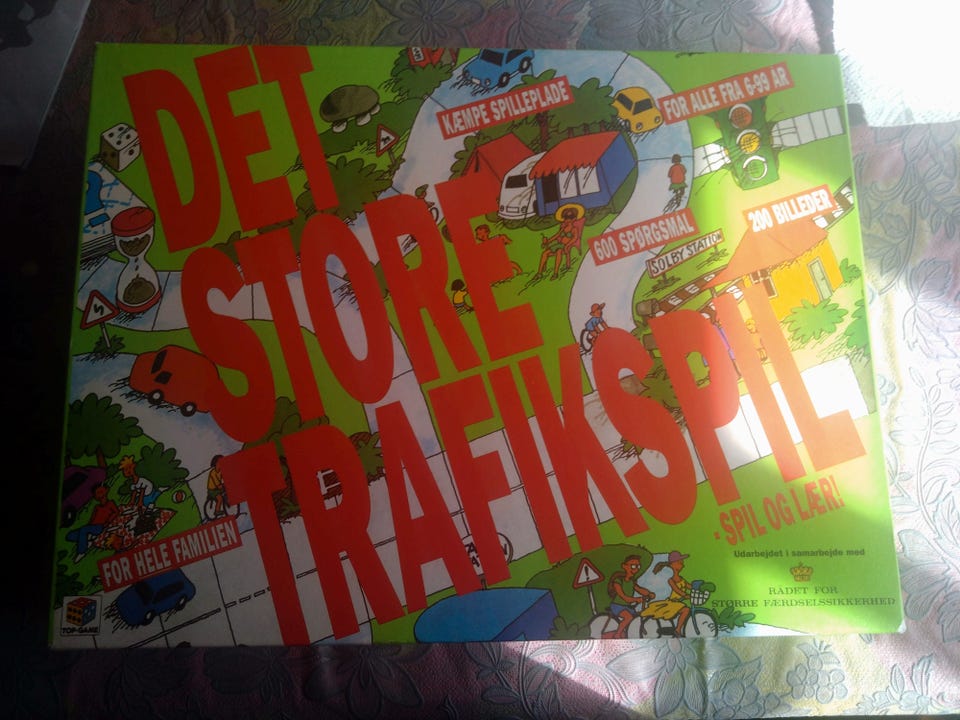 DET
STORE
TRAFIKSPIL
- SPIL OG LÆR!
KÆMPE SPILLEPLADE
FOR ALLE FRA 6-99 ÅR
600 SPØRGSMÅL
200 BILLEDER
SOLBY STATION
FOR HELE FAMILIEN
TOP-GAME
Udarbejdet i samarbejde med
RÅDET FOR
STØRRE FÆRDSELSSIKKERHED